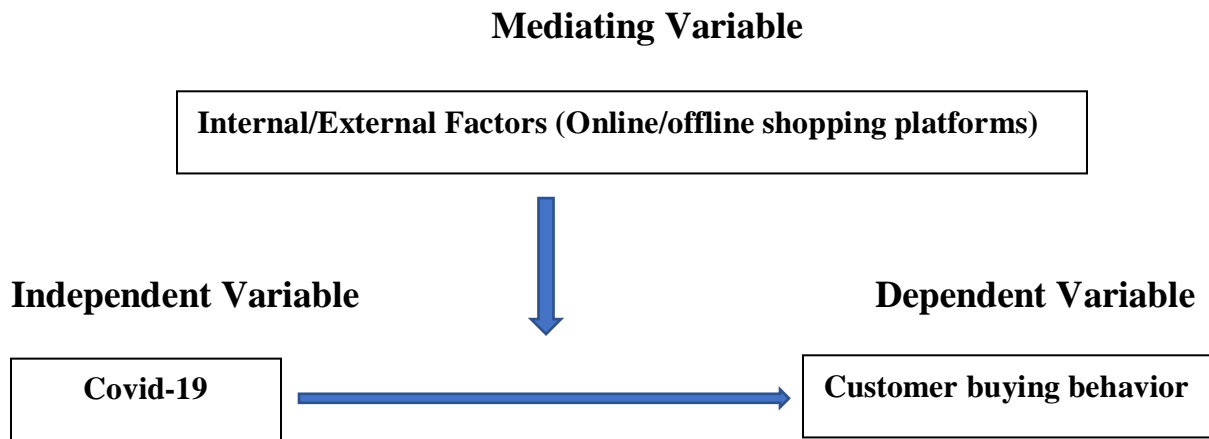 Mediating Variable
Internal/External Factors (Online/offline shopping platforms)
Independent Variable
Dependent Variable
Covid-19
Customer buying behavior